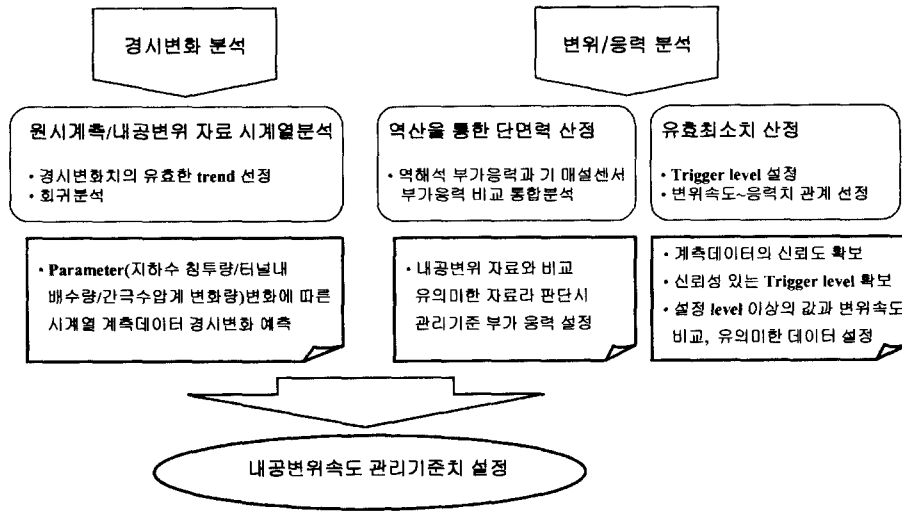 경시변화 분석
변위/응력 분석
원시계측/내공변위 자료 시계열분석
• 경시변화치의 유효한 trend 선정
• 회귀분석
역산을 통한 단면력 산정
• 역해석 부가응력과 기 매설센서
부가응력 비교 통합분석
유효최소치 산정
• Trigger level 설정
• 변위속도~응력치 관계 선정
• Parameter(지하수 침투량/터널내
배수량/간극수압계 변화량)변화에 따른
시계열 계측데이터 경시변화 예측
• 내공변위 자료와 비교
유의미한 자료라 판단시
관리기준 부가 응력 설정
• 계측데이터의 신뢰도 확보
• 신뢰성 있는 Trigger level 확보
• 설정 level 이상의 값과 변위속도
비교, 유의미한 데이터 설정
내공변위속도 관리기준치 설정